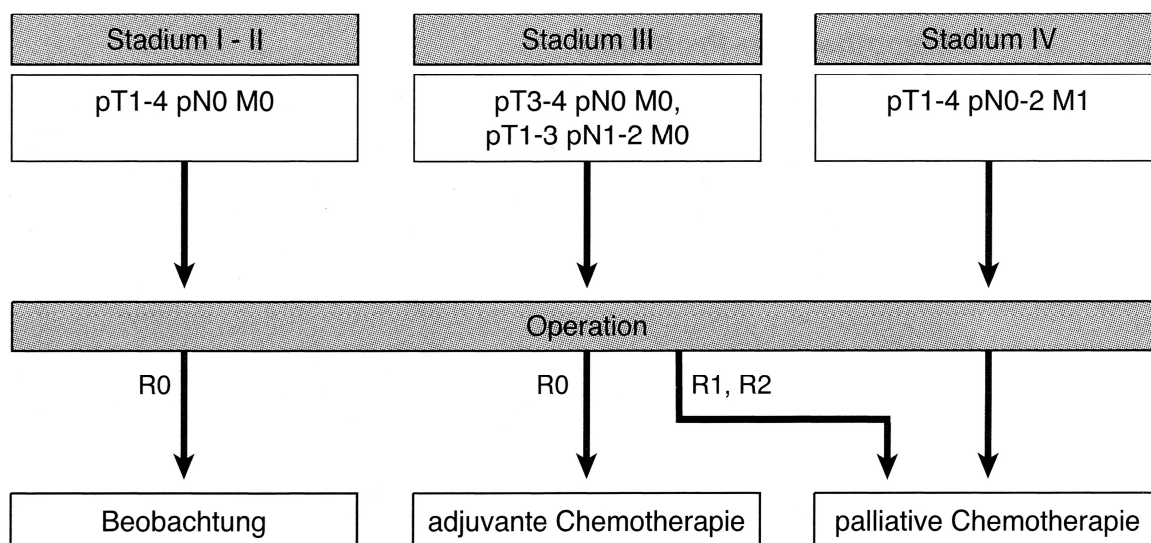 Stadium I - II
Stadium III
Stadium IV
pT1-4 pN0 M0
pT3-4 pN0 M0,
pT1-3 pN1-2 M0
pT1-4 pN0-2 M1
Operation
R0
R0
R1, R2
Beobachtung
adjuvante Chemotherapie
palliative Chemotherapie